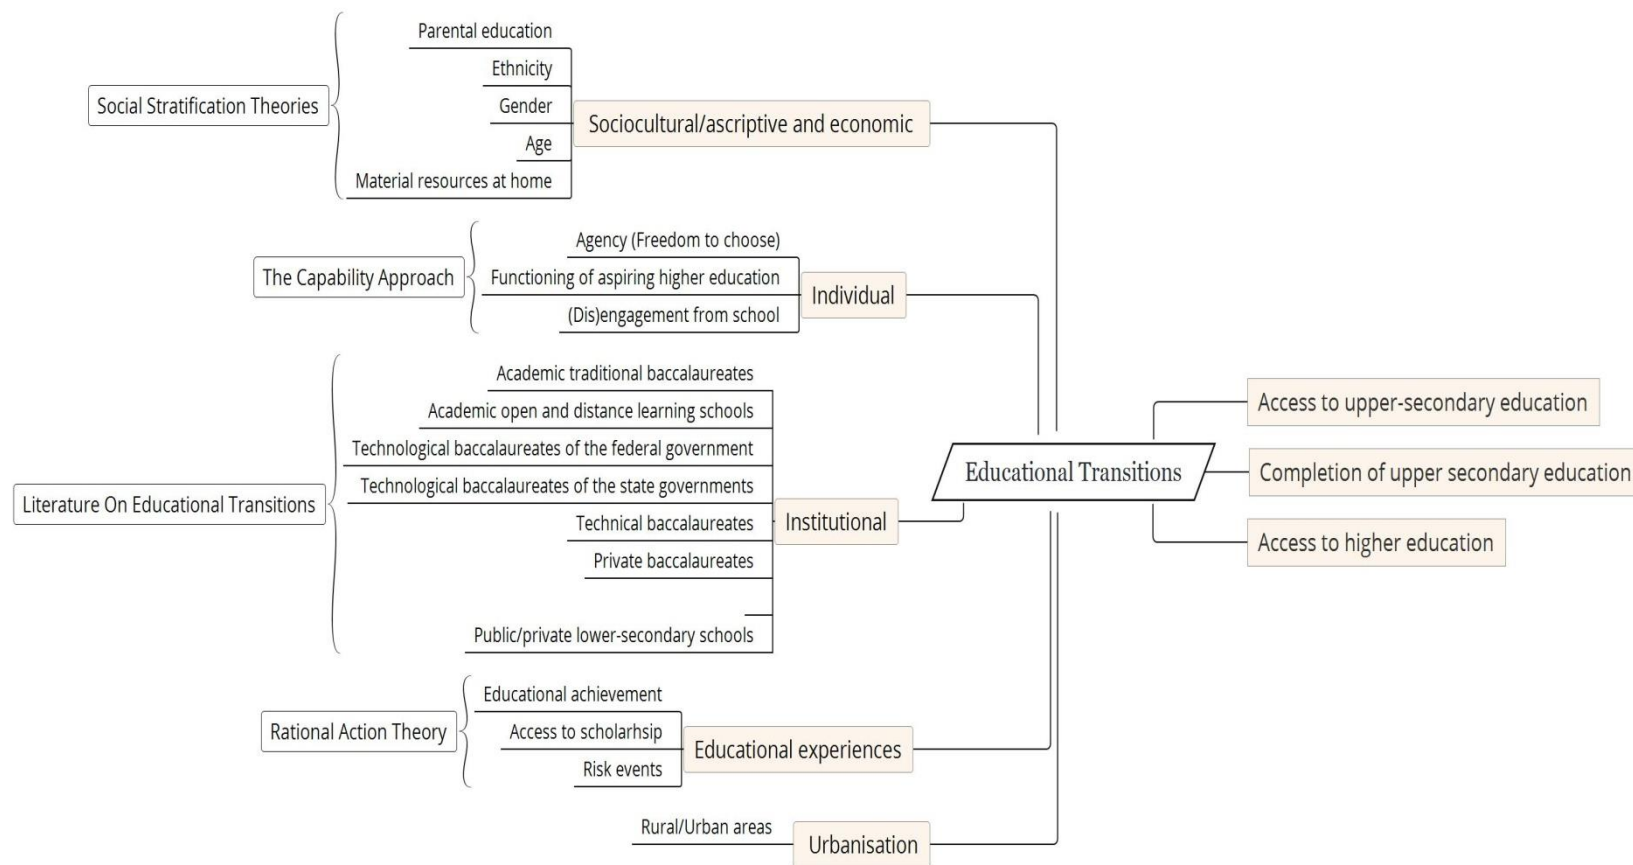 Social Stratification Theories
Parental education
Ethnicity
Gender
Age
Material resources at home
Sociocultural/ascriptive and economic
The Capability Approach
Agency (Freedom to choose)
Functioning of aspiring higher education
(Dis)engagement from school
Individual
Literature On Educational Transitions
Academic traditional baccalaureates
Academic open and distance learning schools
Technological baccalaureates of the federal government
Technological baccalaureates of the state governments
Technical baccalaureates
Private baccalaureates
Public/private lower-secondary schools
Institutional
Rational Action Theory
Educational achievement
Access to scholarhsip
Risk events
Educational experiences
Rural/Urban areas
Urbanisation
Educational Transitions
Access to upper-secondary education
Completion of upper secondary education
Access to higher education